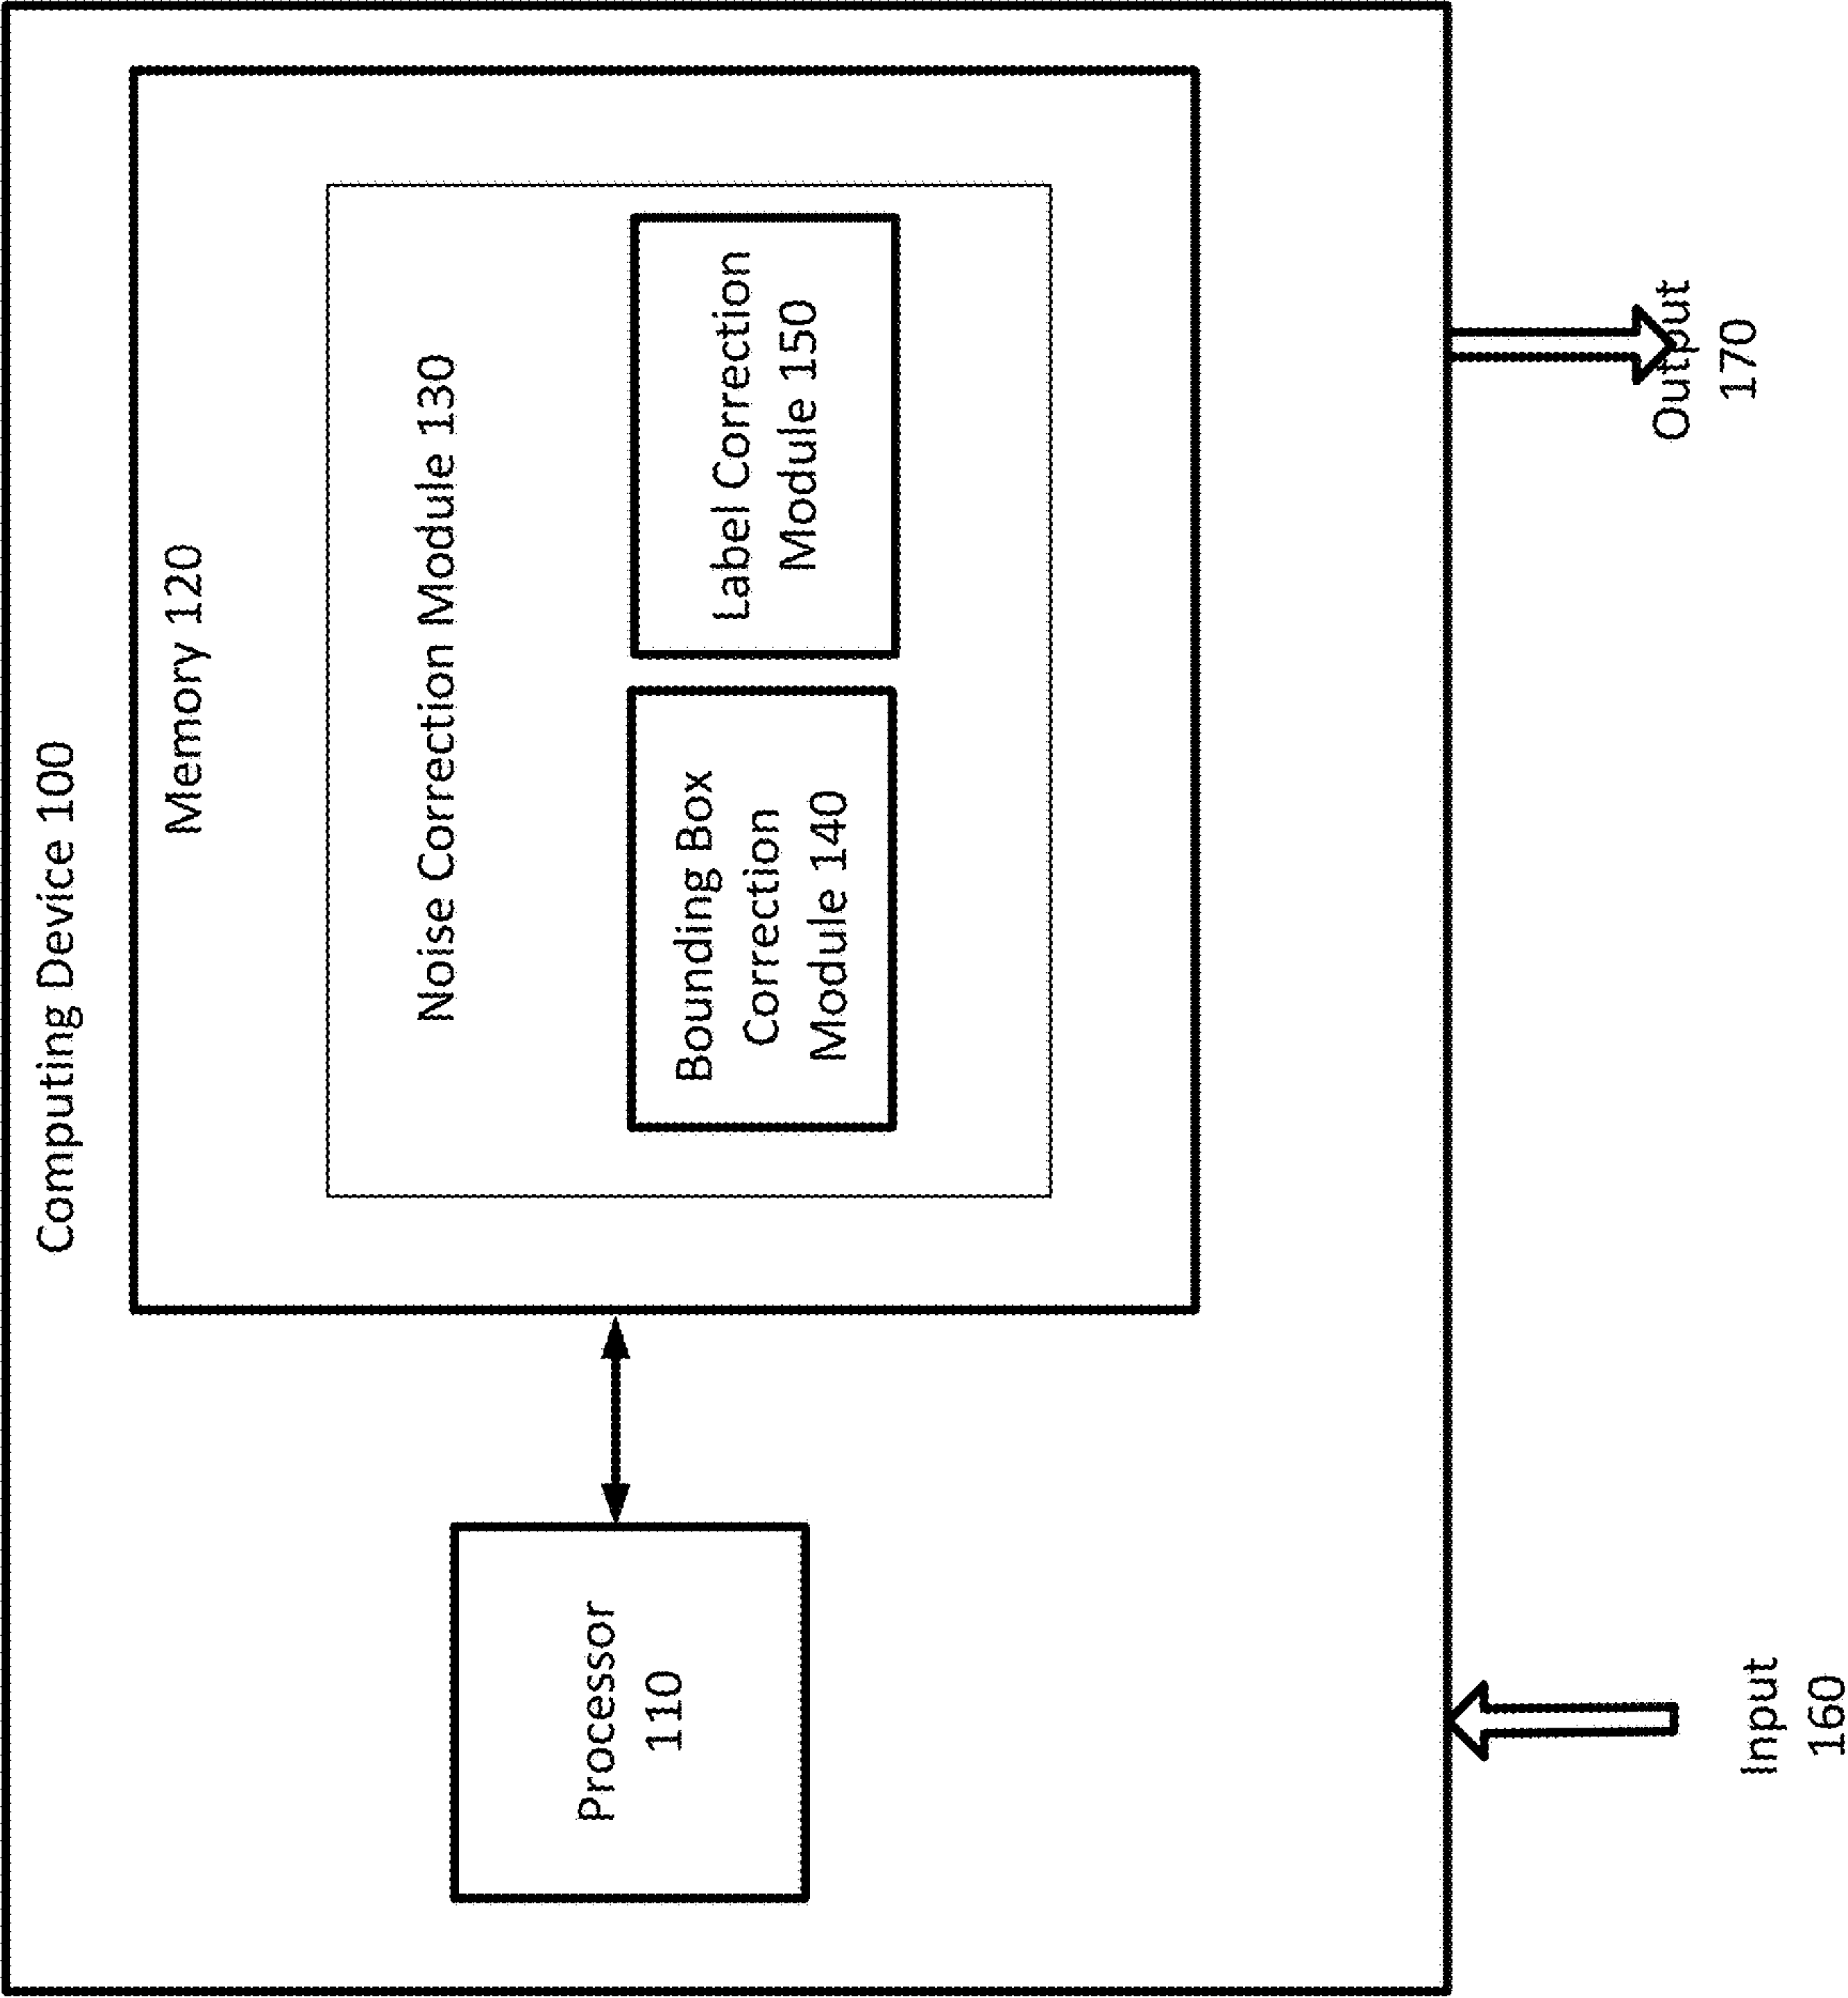 Computing Device 100
Memory 120
Noise Correction Module 130
Processor
110
Bounding Box
Correction
Module 140
Label Correction
Module 150
Input
160
Output
170